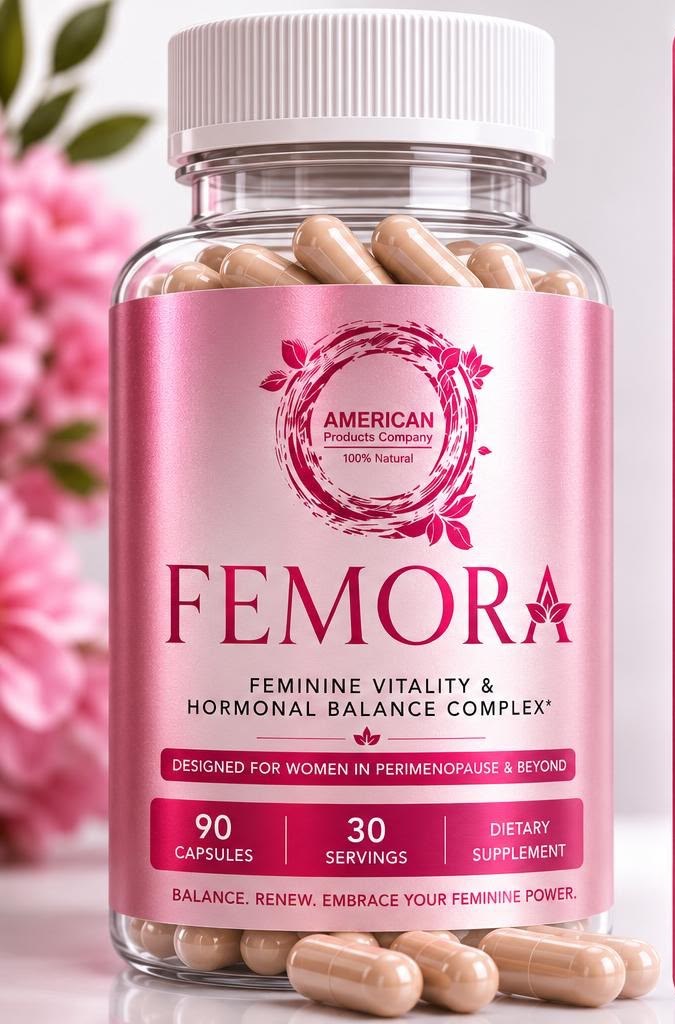 AMERICAN
Products Company
100% Natural
FEMORA
FEMININE VITALITY &
HORMONAL BALANCE COMPLEX*
DESIGNED FOR WOMEN IN PERIMENOPAUSE & BEYOND
90
CAPSULES
30
SERVINGS
DIETARY
SUPPLEMENT
BALANCE. RENEW. EMBRACE YOUR FEMININE POWER.